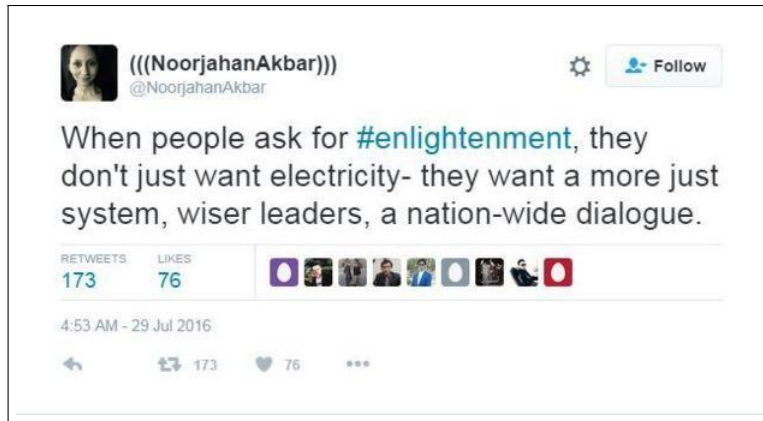 (((NoorjahanAkbar)))
@NoorjahanAkbar
Follow
When people ask for #enlightenment, they
don't just want electricity- they want a more just
system, wiser leaders, a nation-wide dialogue.
RETWEETS LIKES
173 76
4:53 AM - 29 Jul 2016
173 76